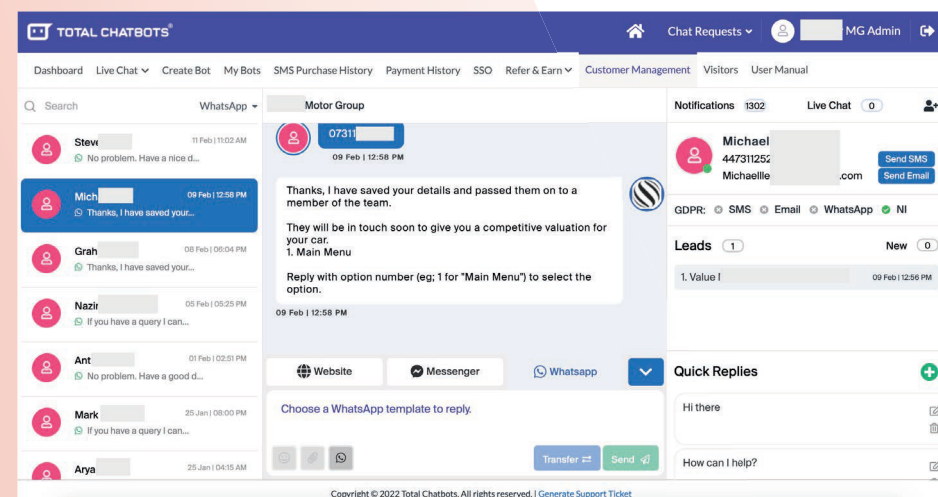 TOTAL CHATBOTS®
Chat Requests
MG Admin
Dashboard Live Chat Create Bot My Bots SMS Purchase History Payment History SSO Refer & Earn Customer Management Visitors User Manual
Search
WhatsApp
Steve
11 Feb | 11:02 AM
No problem. Have a nice d...
Mich
09 Feb | 12:58 PM
Thanks, I have saved your...
Grah
08 Feb | 06:04 PM
Thanks, I have saved your...
Nazir
05 Feb | 05:25 PM
If you have a query I can...
Ant
01 Feb | 02:51 PM
No problem. Have a good d...
Mark
25 Jan | 08:00 PM
If you have a query I can...
Arya
25 Jan | 04:15 AM
Motor Group
07311
09 Feb | 12:58 PM
Thanks, I have saved your details and passed them on to a
member of the team.
They will be in touch soon to give you a competitive valuation for
your car.
1. Main Menu
Reply with option number (eg; 1 for "Main Menu") to select the
option.
09 Feb | 12:58 PM
Website Messenger Whatsapp
Choose a WhatsApp template to reply.
Transfer Send
Notifications 1302 Live Chat 0
Michael
447311252
Michaelle .com
Send SMS
Send Email
GDPR: SMS Email WhatsApp NI
Leads 1 New 0
1. Value
09 Feb | 12:56 PM
Quick Replies
Hi there
How can I help?
Copyright © 2022 Total Chatbots. All rights reserved. | Generate Support Ticket